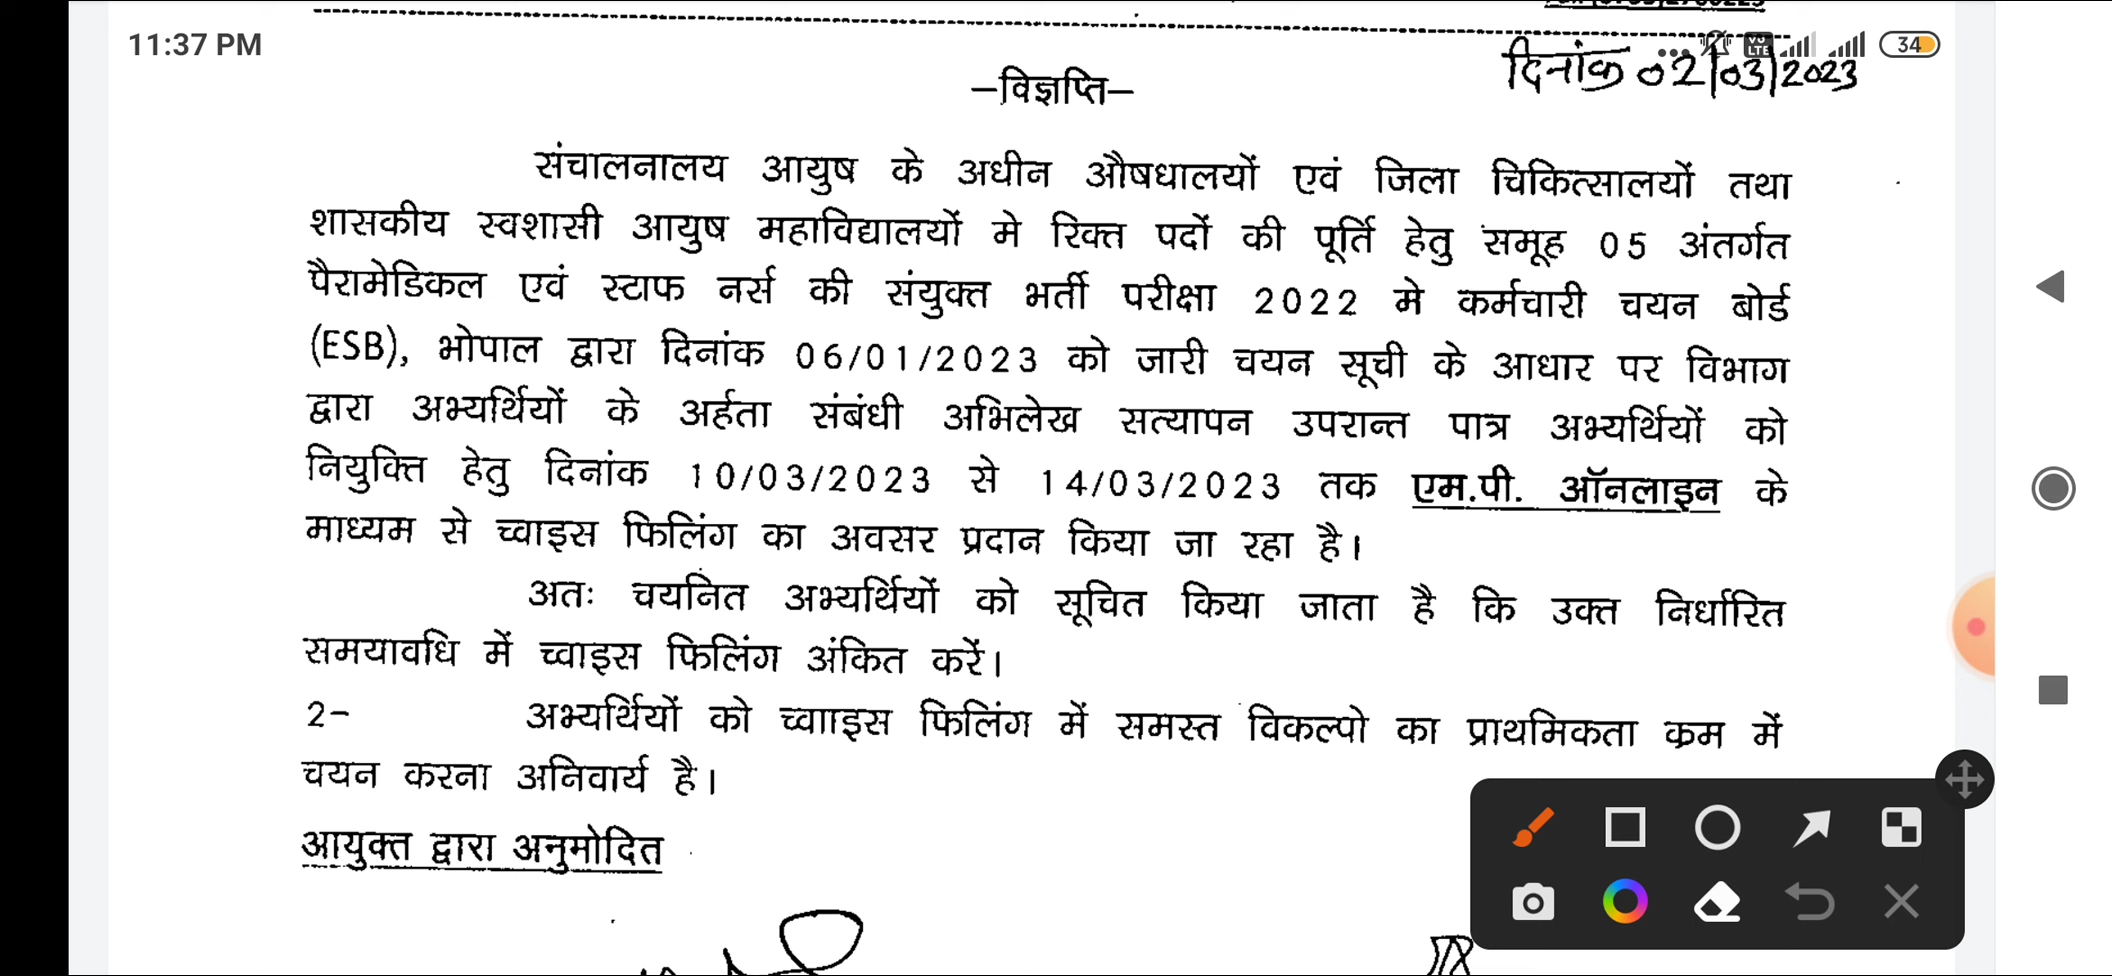 11:37 PM
34
दिनांक 02/03/2023
–विज्ञप्ति–
संचालनालय आयुष के अधीन औषधालयों एवं जिला चिकित्सालयों तथा
शासकीय स्वशासी आयुष महाविद्यालयों मे रिक्त पदों की पूर्ति हेतु समूह 05 अंतर्गत
पैरामेडिकल एवं स्टाफ नर्स की संयुक्त भर्ती परीक्षा 2022 मे कर्मचारी चयन बोर्ड
(ESB), भोपाल द्वारा दिनांक 06/01/2023 को जारी चयन सूची के आधार पर विभाग
द्वारा अभ्यर्थियों के अर्हता संबंधी अभिलेख सत्यापन उपरान्त पात्र अभ्यर्थियों को
नियुक्ति हेतु दिनांक 10/03/2023 से 14/03/2023 तक एम.पी. ऑनलाइन के
माध्यम से च्वाइस फिलिंग का अवसर प्रदान किया जा रहा है।
अतः चयनित अभ्यर्थियों को सूचित किया जाता है कि उक्त निर्धारित
समयावधि में च्वाइस फिलिंग अंकित करें।
2– अभ्यर्थियों को च्वााइस फिलिंग में समस्त विकल्पो का प्राथमिकता क्रम में
चयन करना अनिवार्य है।
आयुक्त द्वारा अनुमोदित